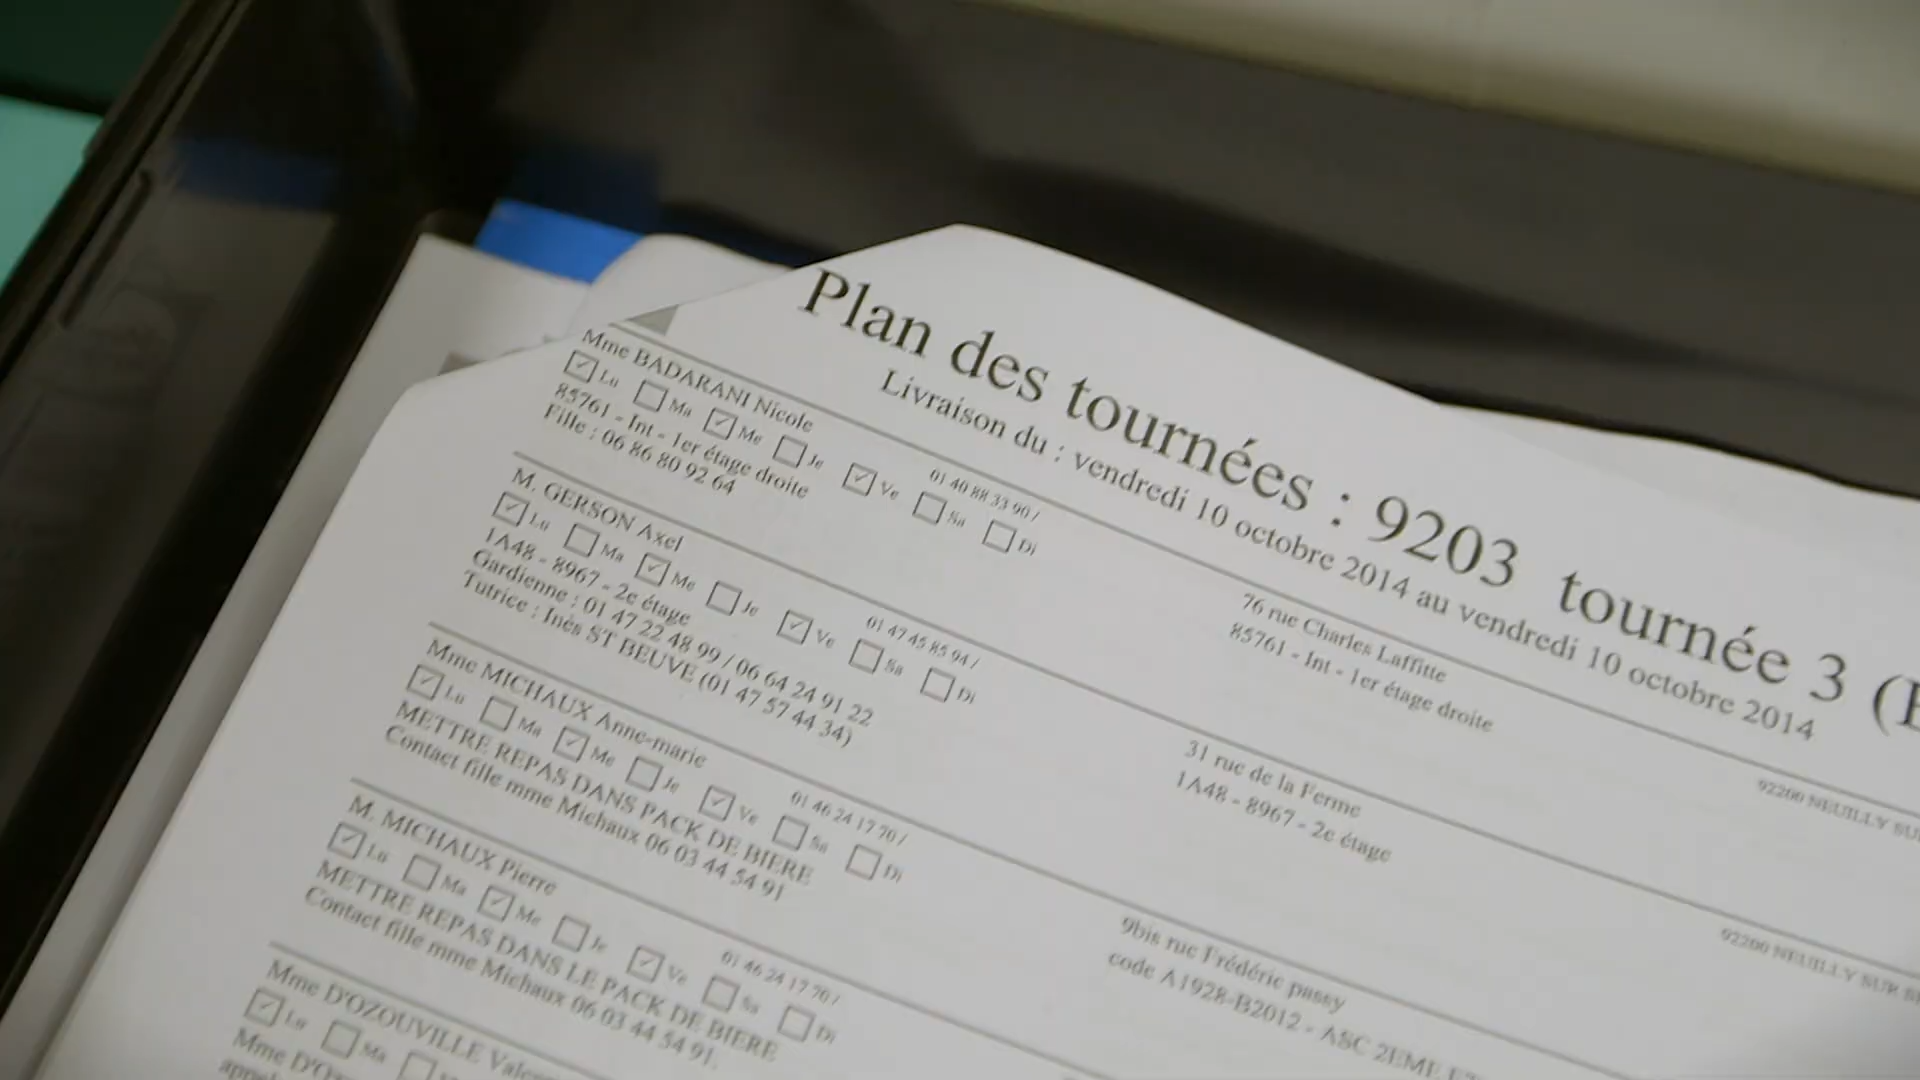 Plan des tournées : 9203 tournée 3 (
Livraison du : vendredi 10 octobre 2014 au vendredi 10 octobre 2014
Mme BADARANI Nicole 01 40 88 33 90 / 76 rue Charles Laffitte 92200 NEUILLY SUR
Lu Ma Me Je Ve Sa Di 85761 - Int - 1er étage droite
85761 - Int - 1er étage droite
Fille : 06 86 80 92 64
M. GERSON Axel 01 47 45 85 94 / 31 rue de la Ferme 92200 NEUILLY SUR
Lu Ma Me Je Ve Sa Di 1A48 - 8967 - 2e étage
1A48 - 8967 - 2e étage
Gardienne : 01 47 22 48 99 / 06 64 24 91 22
Tutrice : Inès ST BEUVE (01 47 57 44 34)
Mme MICHAUX Anne-marie 01 46 24 17 70 / 9bis rue Frédéric passy
Lu Ma Me Je Ve Sa Di code A1928-B2012 - ASC 2EME
METTRE REPAS DANS PACK DE BIERE
Contact fille mme Michaux 06 03 44 54 91
M. MICHAUX Pierre 01 46 24 17 70 /
Lu Ma Me Je Ve Sa Di
METTRE REPAS DANS LE PACK DE BIERE
Contact fille mme Michaux 06 03 44 54 91.
Mme D'OZOUVILLE
Lu Ma
Mme